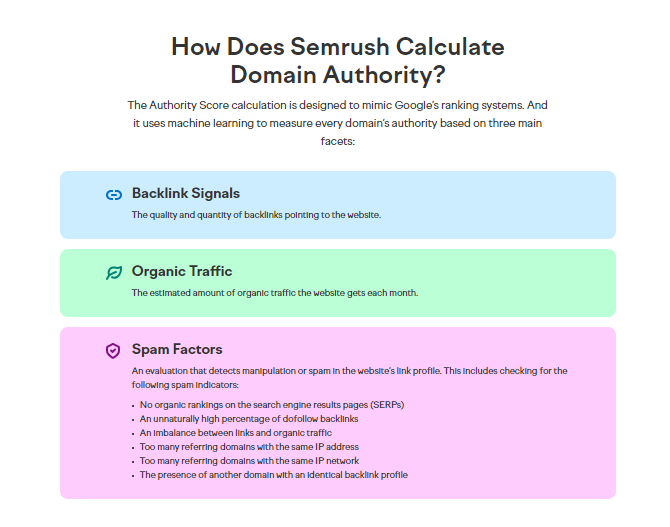 How Does Semrush Calculate
Domain Authority?
The Authority Score calculation is designed to mimic Google's ranking systems. And
it uses machine learning to measure every domain's authority based on three main
facets:
Backlink Signals
The quality and quantity of backlinks pointing to the website.
Organic Traffic
The estimated amount of organic traffic the website gets each month.
Spam Factors
An evaluation that detects manipulation or spam in the website's link profile. This includes checking for the
following spam indicators:
• No organic rankings on the search engine results pages (SERPs)
• An unnaturally high percentage of dofollow backlinks
• An imbalance between links and organic traffic
• Too many referring domains with the same IP address
• Too many referring domains with the same IP network
• The presence of another domain with an identical backlink profile